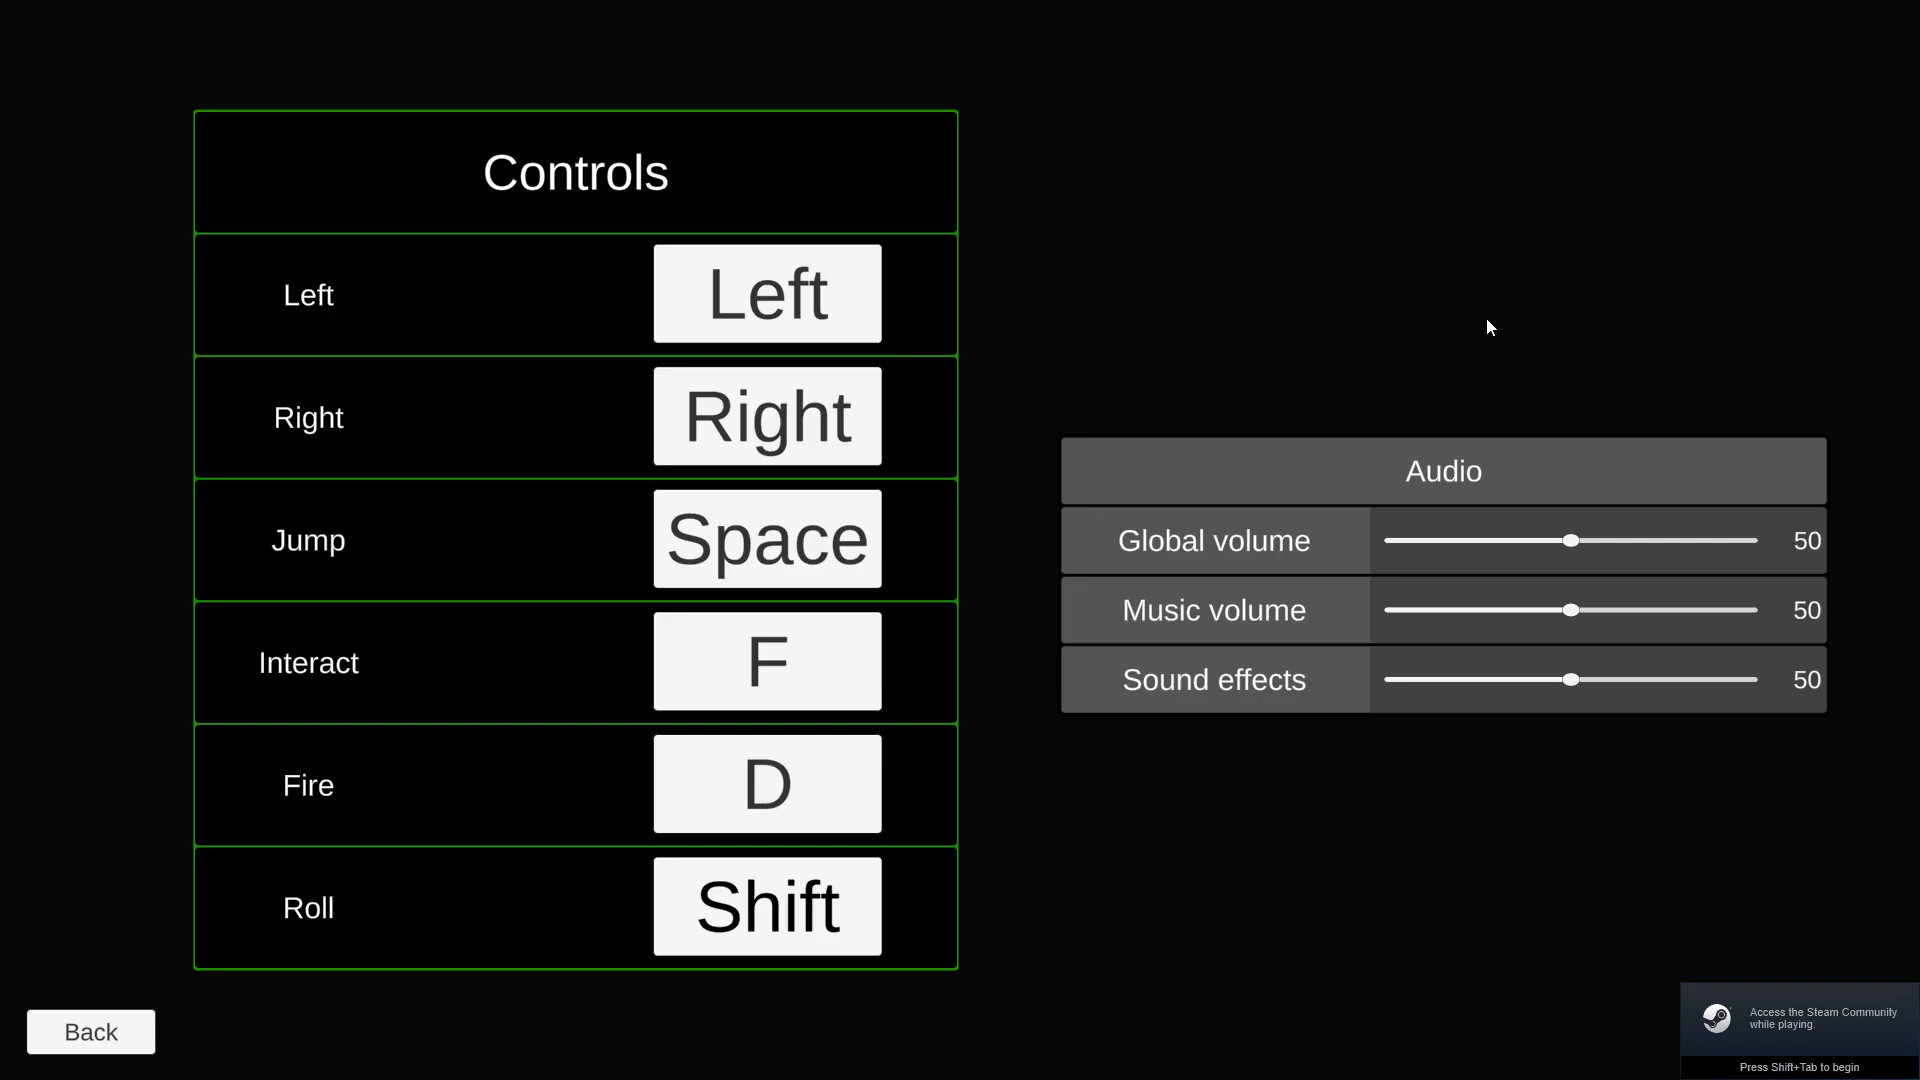 Controls
Left Left
Right Right
Jump Space
Interact F
Fire D
Roll Shift
Audio
Global volume 50
Music volume 50
Sound effects 50
Back
Access the Steam Community
while playing.
Press Shift+Tab to begin